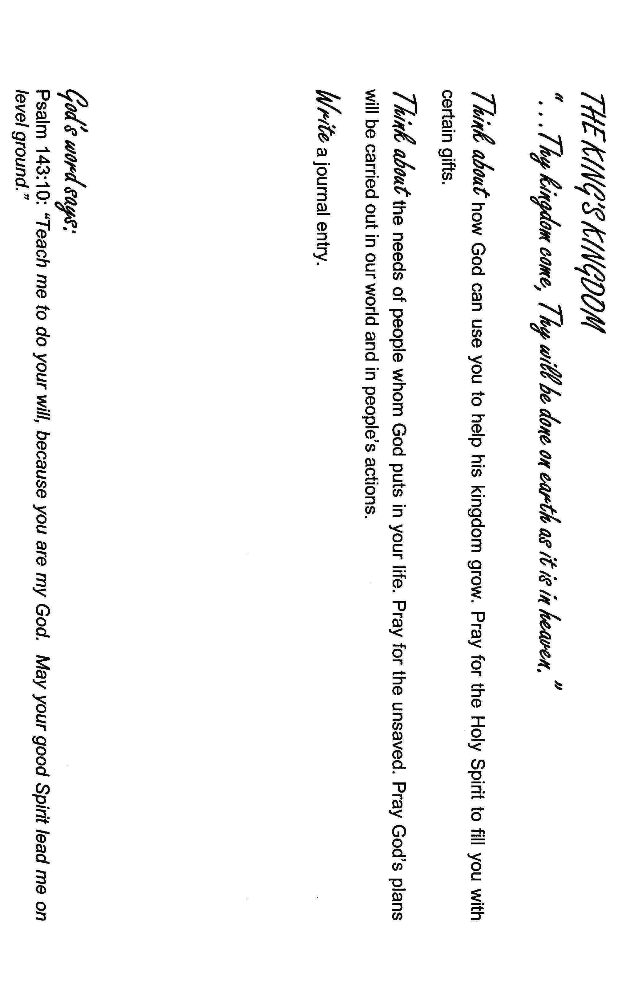 THE KING'S KINGDOM
“...Thy kingdom come, Thy will be done on earth as it is in heaven.”
Think about how God can use you to help his kingdom grow. Pray for the Holy Spirit to fill you with
certain gifts.
Think about the needs of people whom God puts in your life. Pray for the unsaved. Pray God's plans
will be carried out in our world and in people's actions.
Write a journal entry.
God's word says:
Psalm 143:10: “Teach me to do your will, because you are my God. May your good Spirit lead me on
level ground.”